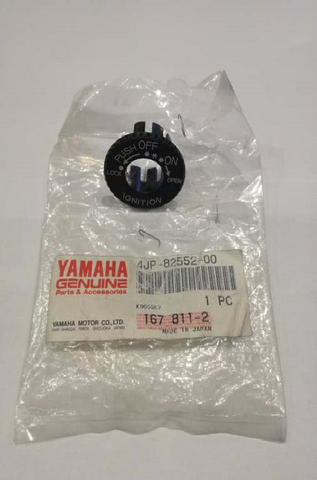 PUSH OFF ON
LOCK OPEN
IGNITION
YAMAHA
GENUINE
Parts & Accessories
4JP-82552-00
1 PC
167 811-2
YAMAHA MOTOR CO., LTD.
MADE IN JAPAN